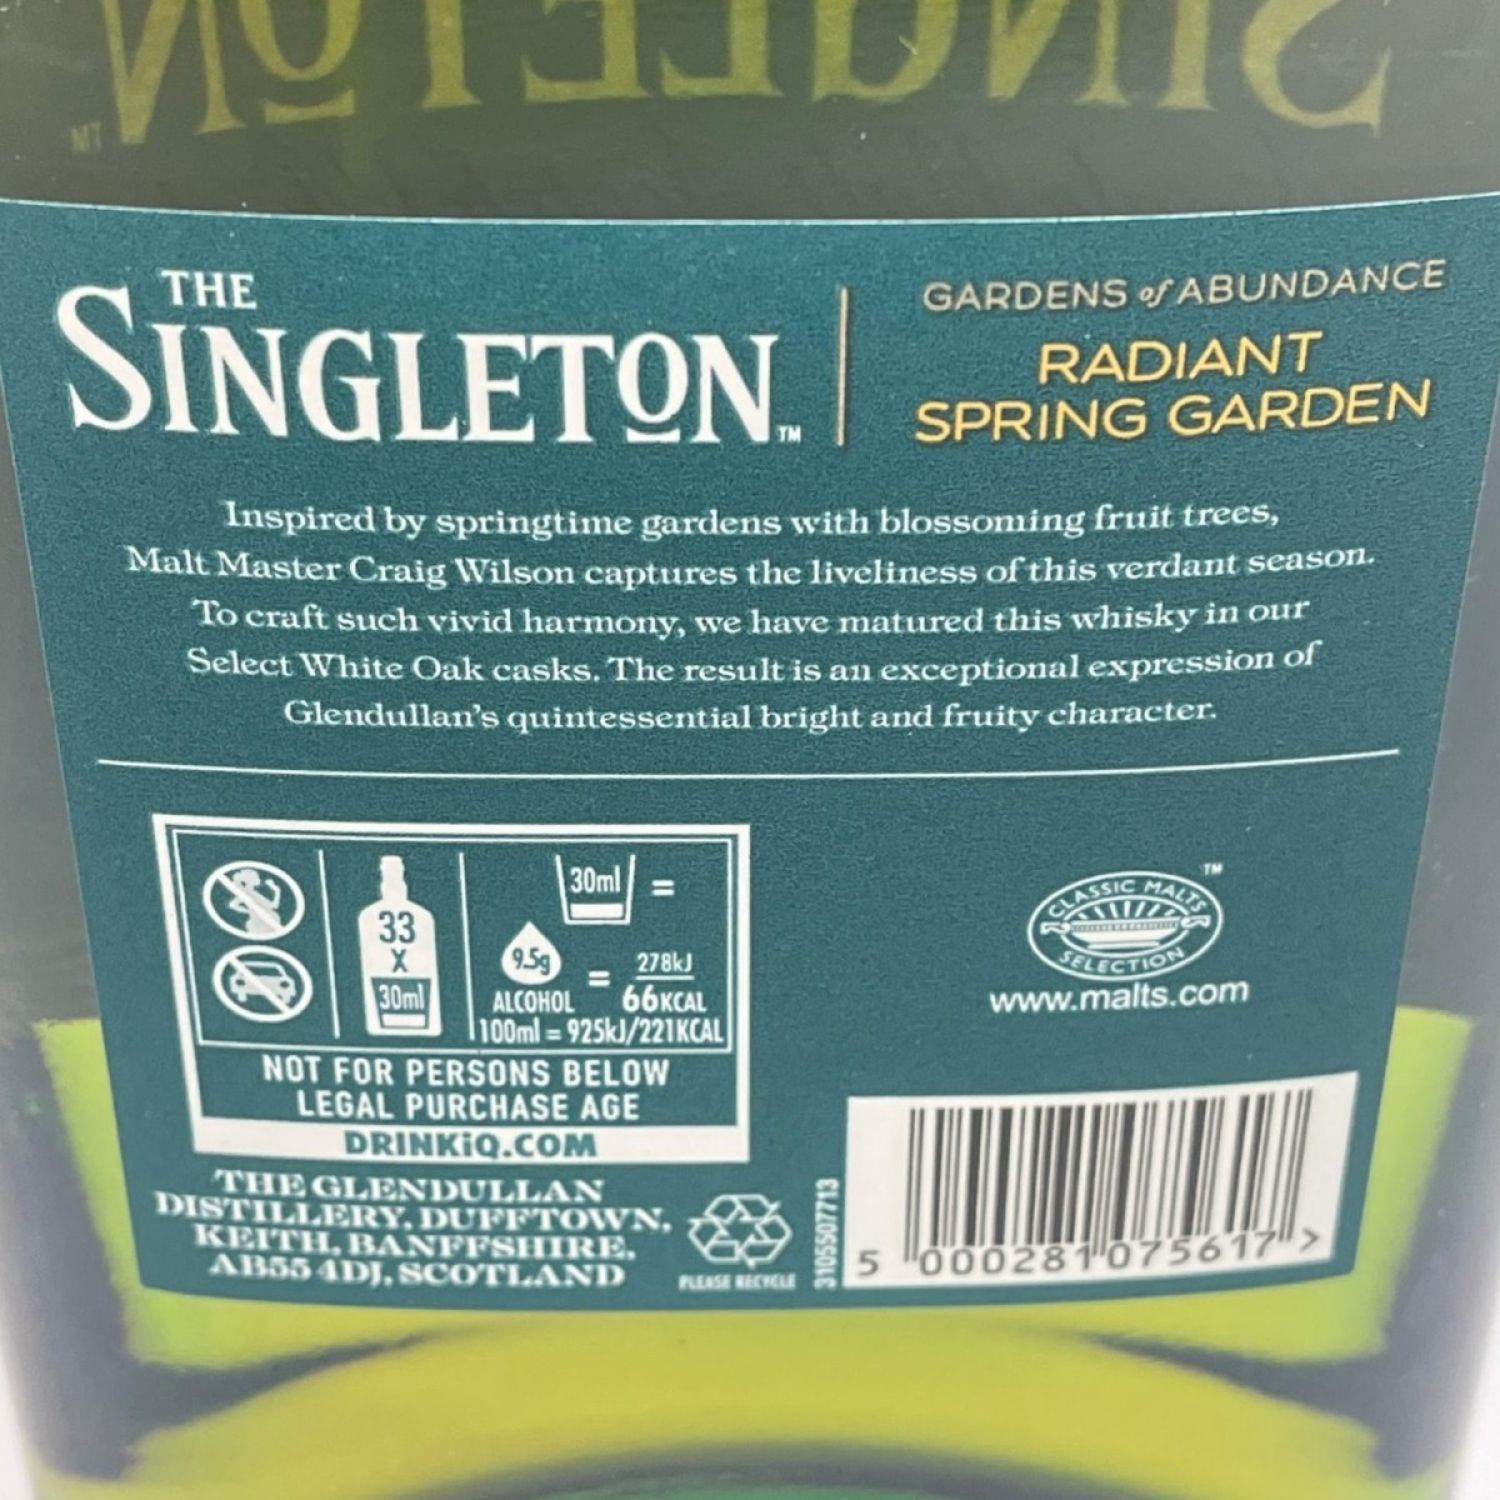 THE
SINGLETON TM
GARDENS of ABUNDANCE
RADIANT
SPRING GARDEN
SINGLETON
TM
Inspired by springtime gardens with blossoming fruit trees,
Malt Master Craig Wilson captures the liveliness of this verdant season.
To craft such vivid harmony, we have matured this whisky in our
Select White Oak casks. The result is an exceptional expression of
Glendullan's quintessential bright and fruity character.
33
X
30ml
30ml =
9.5g
ALCOHOL
= 278kJ
66KCAL
100ml = 925kJ/221KCAL
NOT FOR PERSONS BELOW
LEGAL PURCHASE AGE
DRINKiQ.COM
THE GLENDULLAN
DISTILLERY, DUFFTOWN,
KEITH, BANFFSHIRE,
AB55 4DJ, SCOTLAND
PLEASE RECYCLE
CLASSIC MALTS TM
SELECTION
www.malts.com
3105507713
5 000281 075617 >